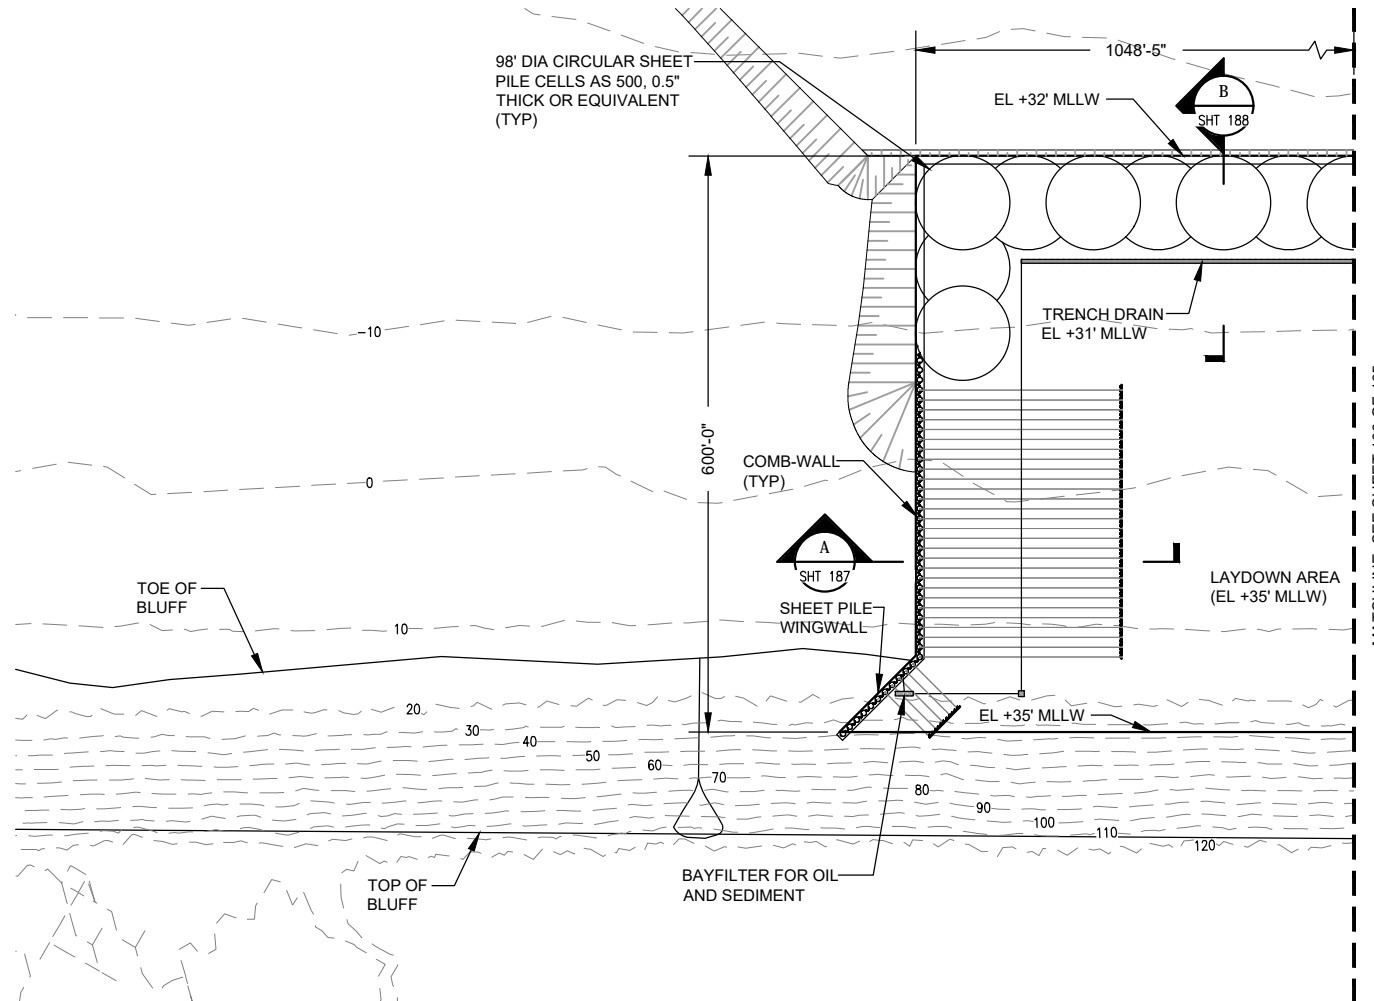 98' DIA CIRCULAR SHEET
PILE CELLS AS 500, 0.5"
THICK OR EQUIVALENT
(TYP)
1048'-5"
EL +32' MLLW
B
SHT 188
TRENCH DRAIN
EL +31' MLLW
-10
600'-0"
COMB-WALL
(TYP)
0
A
SHT 187
SHEET PILE
WINGWALL
TOE OF
BLUFF
LAYDOWN AREA
(EL +35' MLLW)
10
EL +35' MLLW
20
30
40
50
60
70
80
90
100
110
120
BAYFILTER FOR OIL
AND SEDIMENT
TOP OF
BLUFF